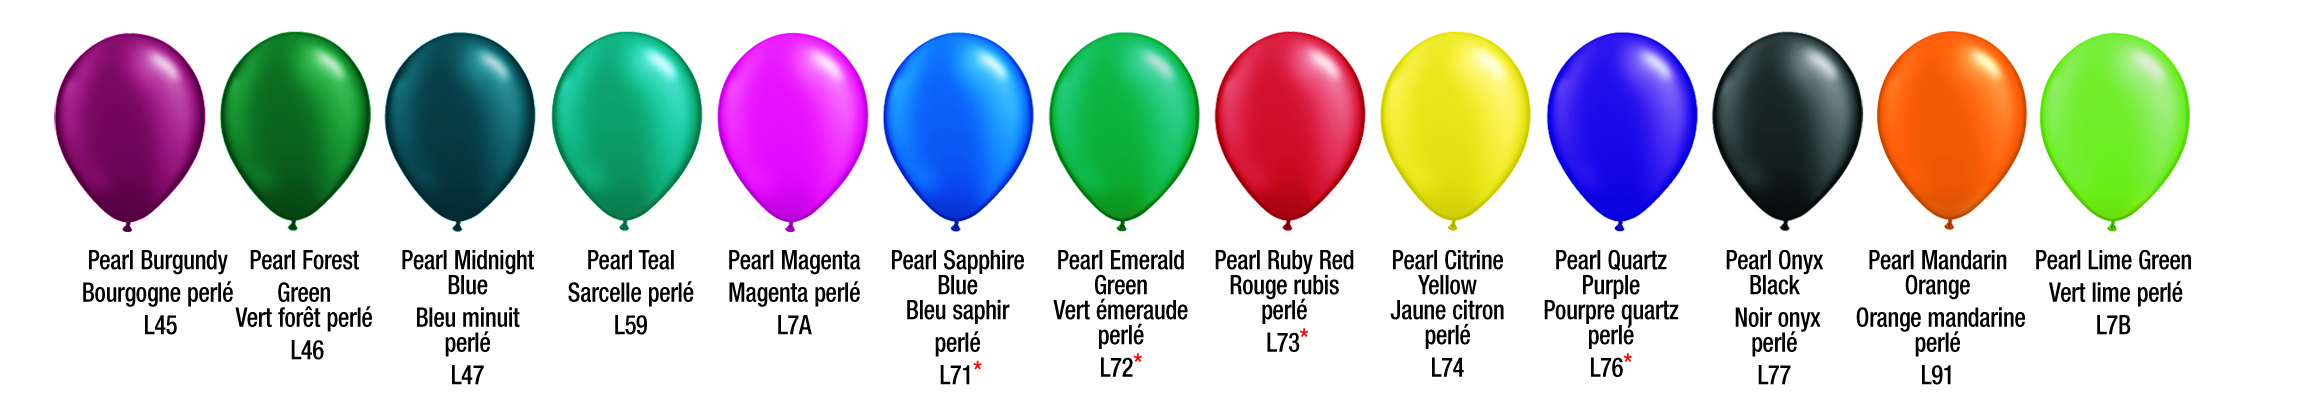 Pearl Burgundy
Bourgogne perlé
L45
Pearl Forest
Green
Vert forêt perlé
L46
Pearl Midnight
Blue
Bleu minuit
perlé
L47
Pearl Teal
Sarcelle perlé
L59
Pearl Magenta
Magenta perlé
L7A
Pearl Sapphire
Blue
Bleu saphir
perlé
L71*
Pearl Emerald
Green
Vert émeraude
perlé
L72*
Pearl Ruby Red
Rouge rubis
perlé
L73*
Pearl Citrine
Yellow
Jaune citron
perlé
L74
Pearl Quartz
Purple
Pourpre quartz
perlé
L76*
Pearl Onyx
Black
Noir onyx
perlé
L77
Pearl Mandarin
Orange
Orange mandarine
perlé
L91
Pearl Lime Green
Vert lime perlé
L7B